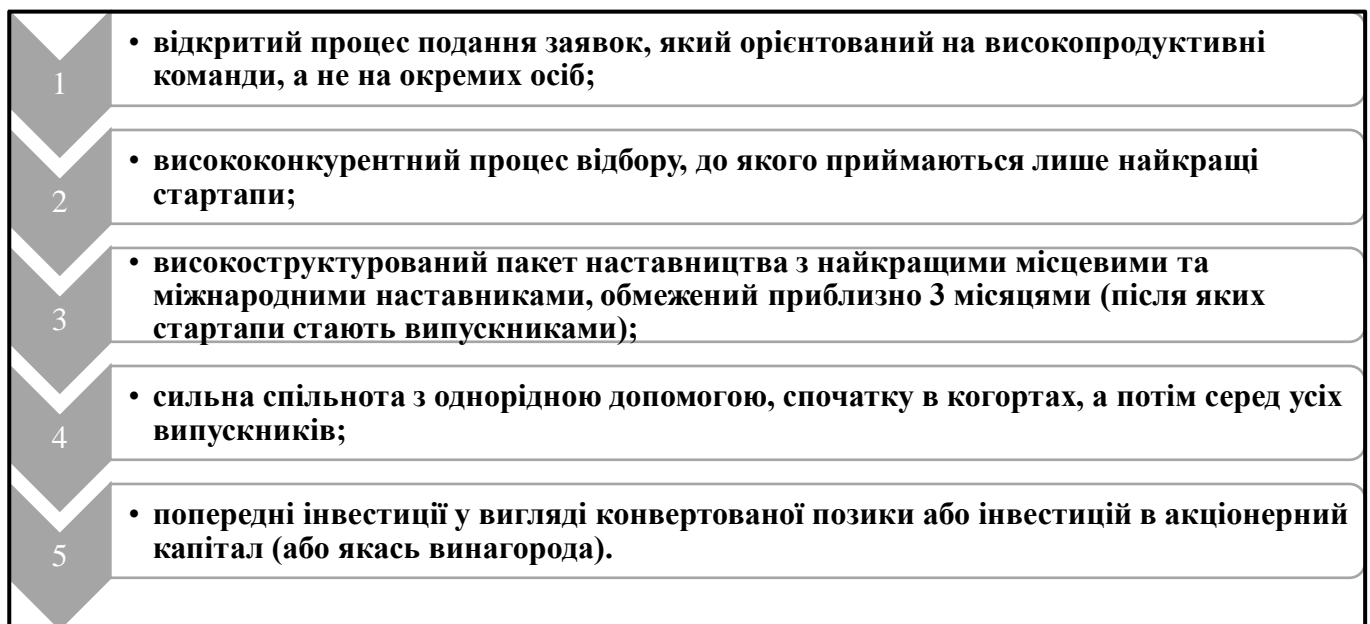 1
• відкритий процес подання заявок, який орієнтований на високопродуктивні
команди, а не на окремих осіб;
2
• висококонкурентний процес відбору, до якого приймаються лише найкращі
стартапи;
3
• високоструктурований пакет наставництва з найкращими місцевими та
міжнародними наставниками, обмежений приблизно 3 місяцями (після яких
стартапи стають випускниками);
4
• сильна спільнота з однорідною допомогою, спочатку в когортах, а потім серед усіх
випускників;
5
• попередні інвестиції у вигляді конвертованої позики або інвестицій в акціонерний
капітал (або якась винагорода).